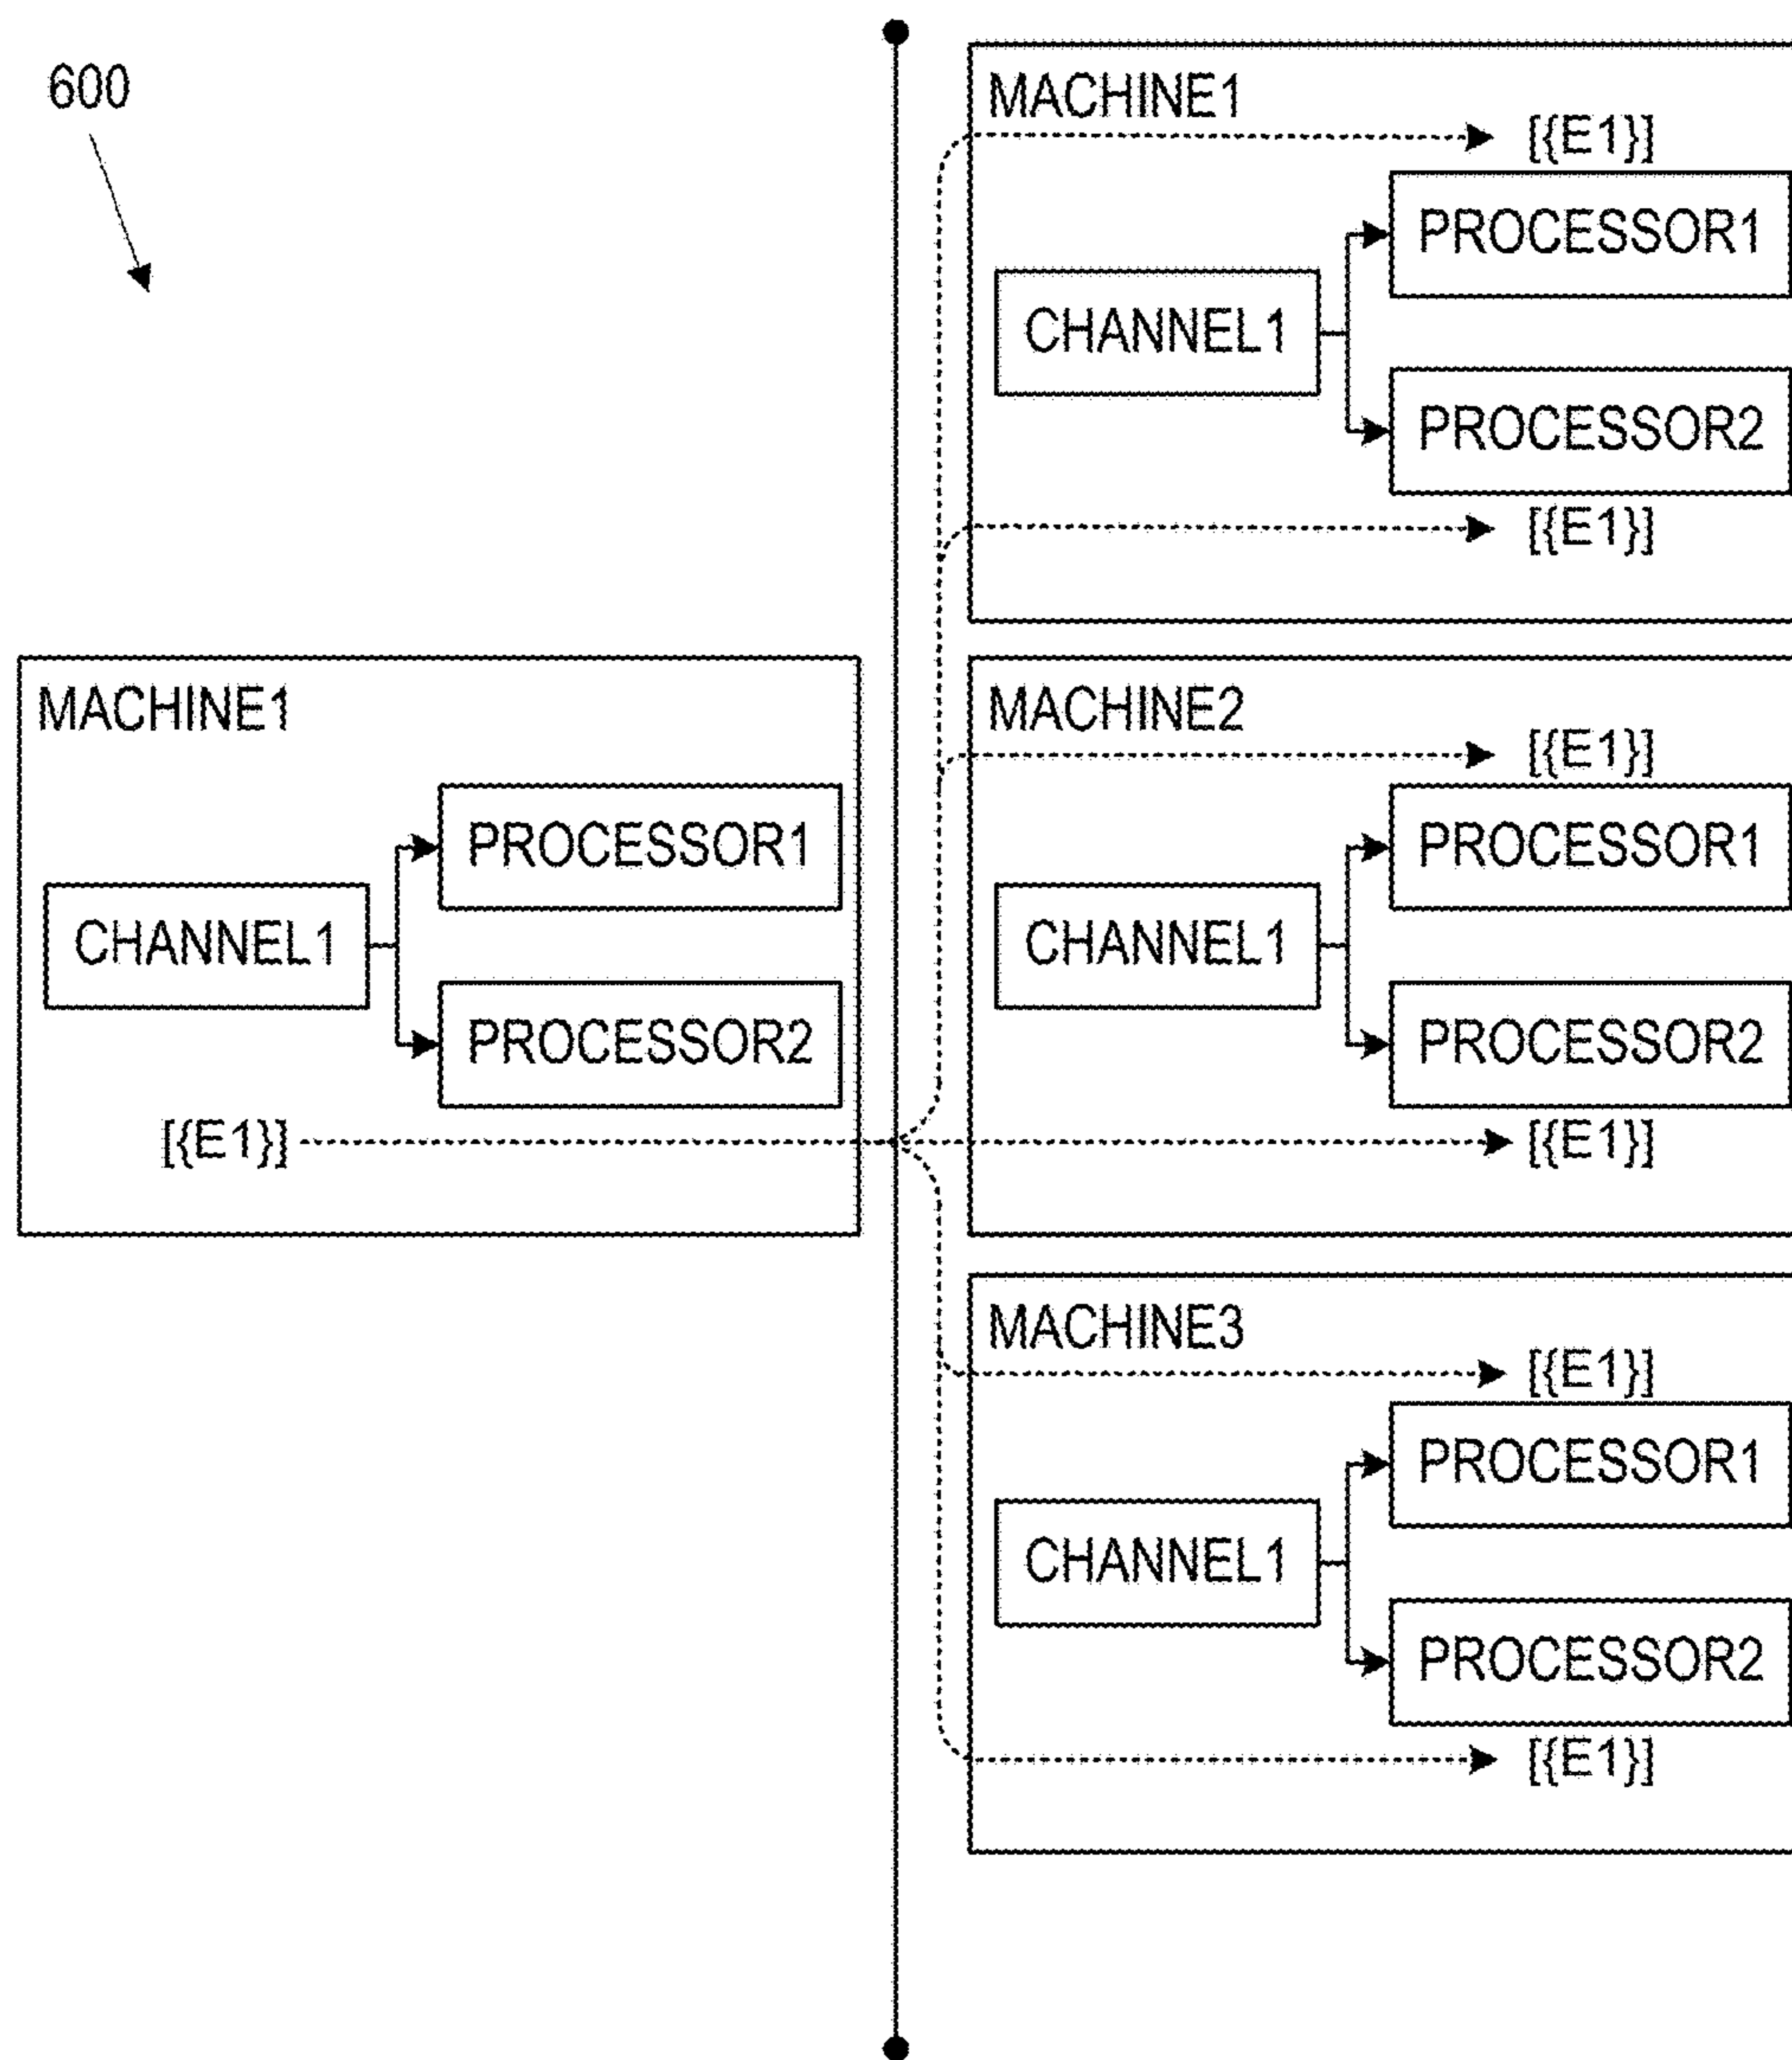 600
MACHINE1
CHANNEL1
PROCESSOR1
PROCESSOR2
[{E1}]
MACHINE1
[{E1}]
CHANNEL1
PROCESSOR1
PROCESSOR2
[{E1}]
MACHINE2
[{E1}]
CHANNEL1
PROCESSOR1
PROCESSOR2
[{E1}]
MACHINE3
[{E1}]
CHANNEL1
PROCESSOR1
PROCESSOR2
[{E1}]